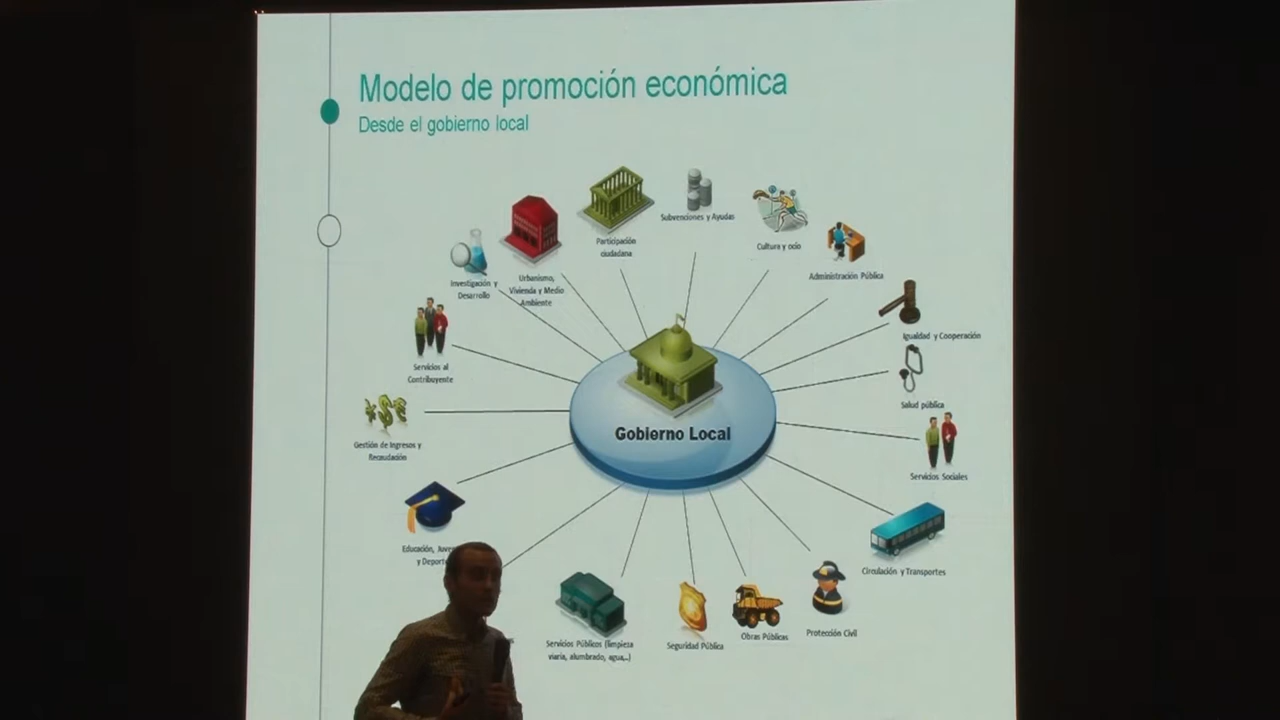 Modelo de promoción económica
Desde el gobierno local
Subvenciones y Ayudas
Participación
ciudadana
Cultura y ocio
Administración Pública
Urbanismo,
Vivienda y Medio
Ambiente
Investigación y
Desarrollo
Igualdad y Cooperación
Servicios al
Contribuyente
Salud pública
Gobierno Local
Gestión de Ingresos y
Recaudación
Servicios Sociales
Educación,
y Deporte
Circulación y Transportes
Servicios Públicos (limpieza
viaria, alumbrado, agua,..)
Seguridad Pública
Obras Públicas
Protección Civil